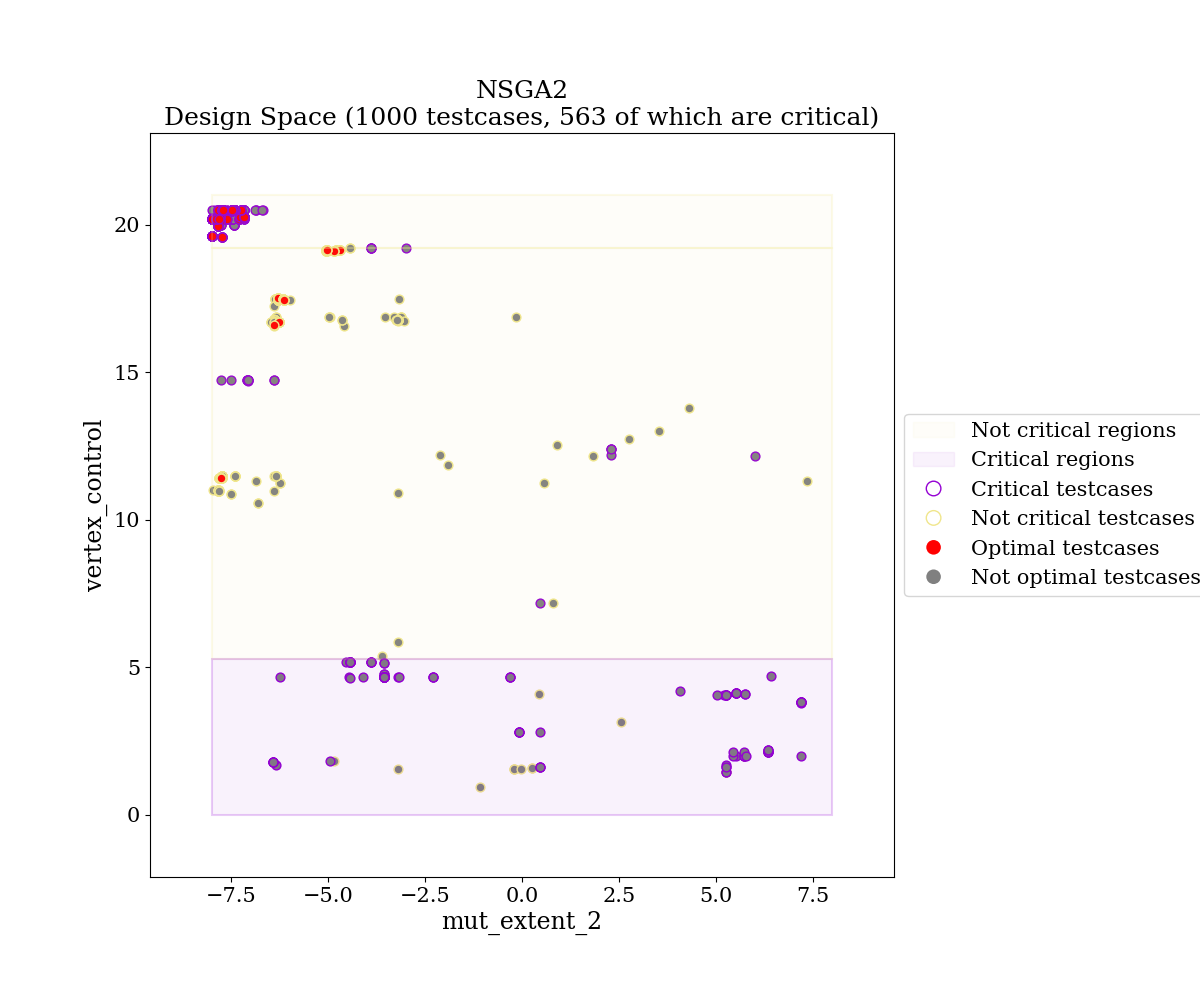 NSGA2
Design Space (1000 testcases, 563 of which are critical)
20
15
10
5
0
vertex_control
−7.5
−5.0
−2.5
0.0
2.5
5.0
7.5
mut_extent_2
Not critical regions
Critical regions
Critical testcases
Not critical testcases
Optimal testcases
Not optimal testcases